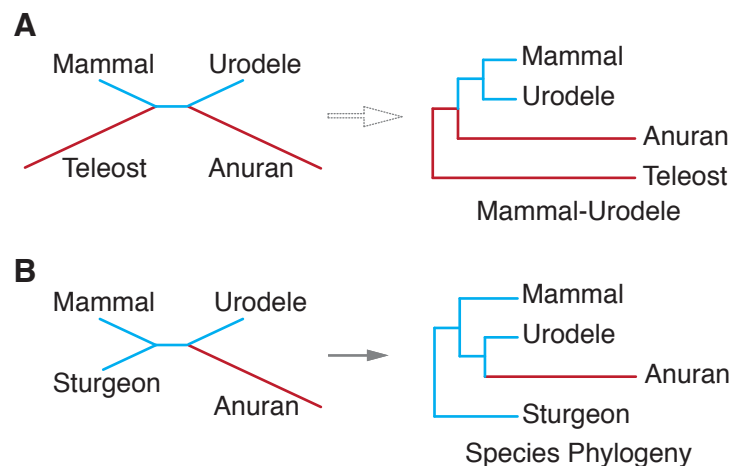 A
Mammal
Urodele
Teleost
Anuran
Mammal
Urodele
Anuran
Teleost
Mammal-Urodele
B
Mammal
Urodele
Sturgeon
Anuran
Mammal
Urodele
Anuran
Sturgeon
Species Phylogeny